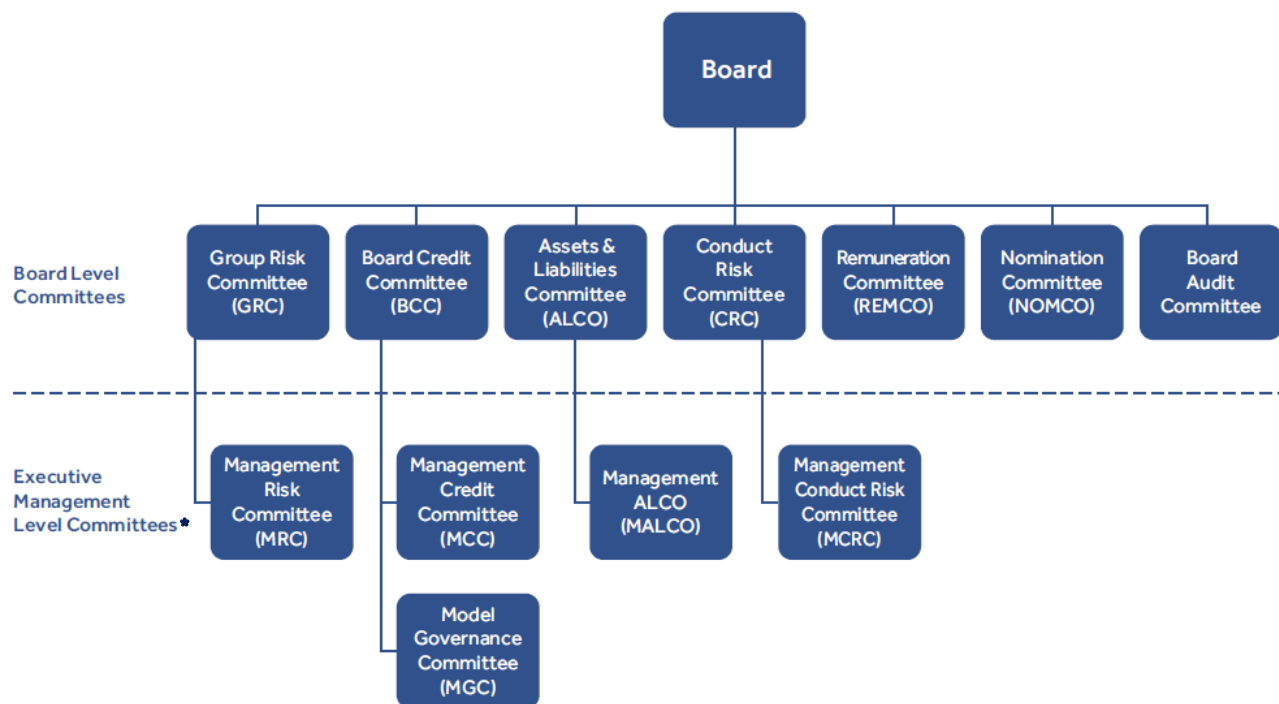 Board
Board Level
Committees
Group Risk
Committee
(GRC)
Board Credit
Committee
(BCC)
Assets &
Liabilities
Committee
(ALCO)
Conduct
Risk
Committee
(CRC)
Remuneration
Committee
(REMCO)
Nomination
Committee
(NOMCO)
Board
Audit
Committee
Executive
Management
Level Committees*
Management
Risk
Committee
(MRC)
Management
Credit
Committee
(MCC)
Management
ALCO
(MALCO)
Management
Conduct Risk
Committee
(MCRC)
Model
Governance
Committee
(MGC)